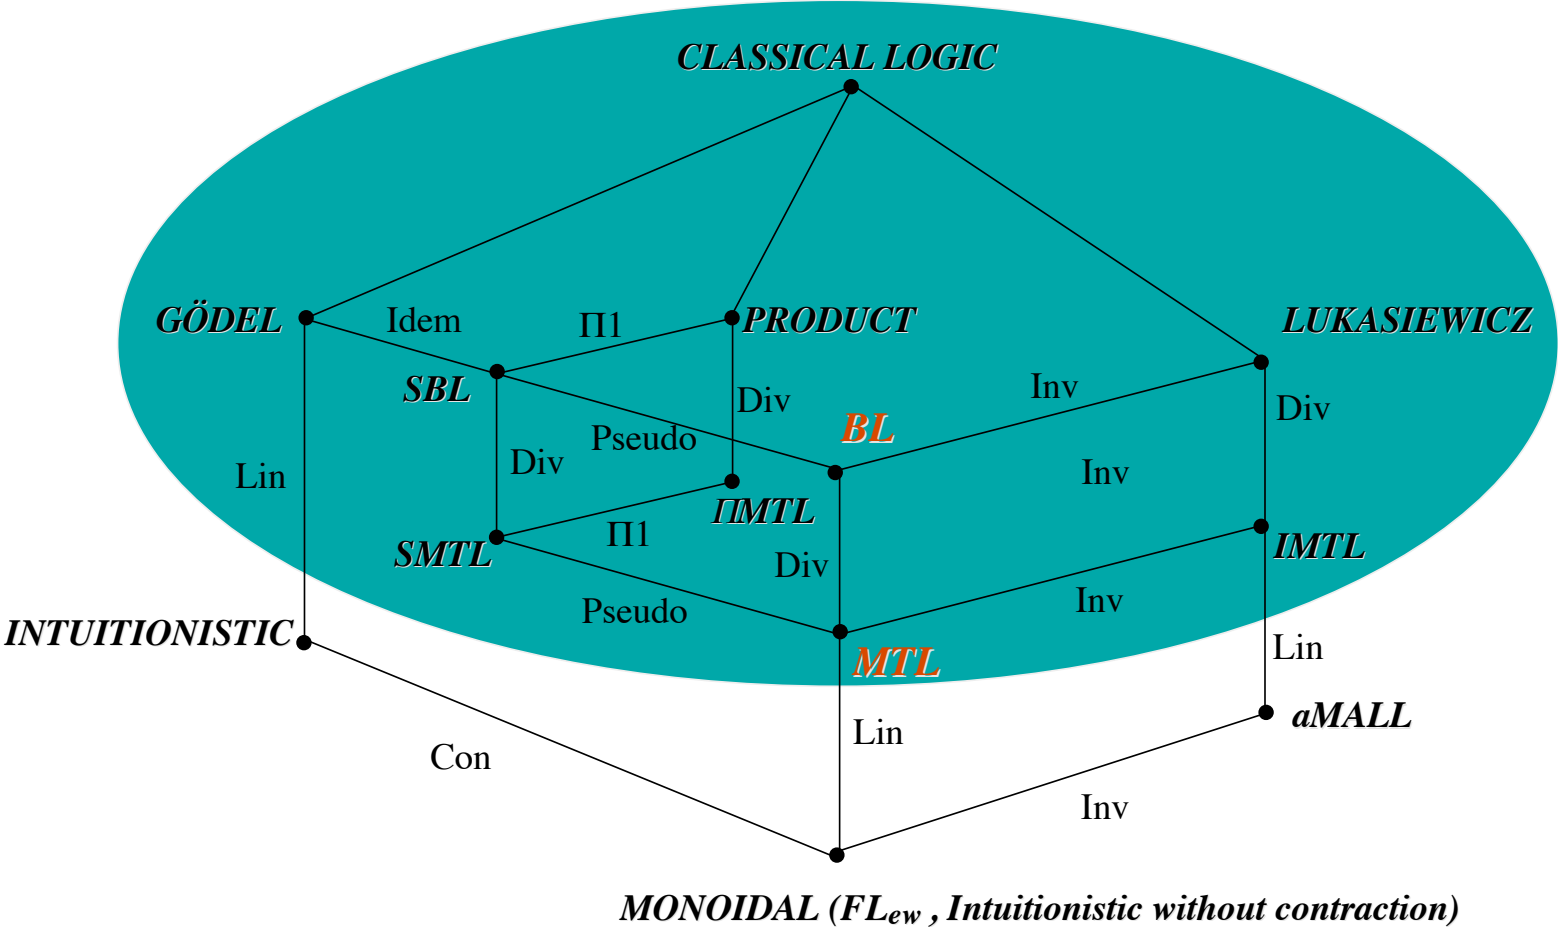 CLASSICAL LOGIC
GÖDEL
Idem
Π1
PRODUCT
LUKASIEWICZ
SBL
Div
Inv
Div
BL
Pseudo
Div
Lin
Inv
ΠMTL
Π1
SMTL
Div
IMTL
Pseudo
Inv
INTUITIONISTIC
MTL
Lin
aMALL
Lin
Con
Inv
MONOIDAL (FLew , Intuitionistic without contraction)